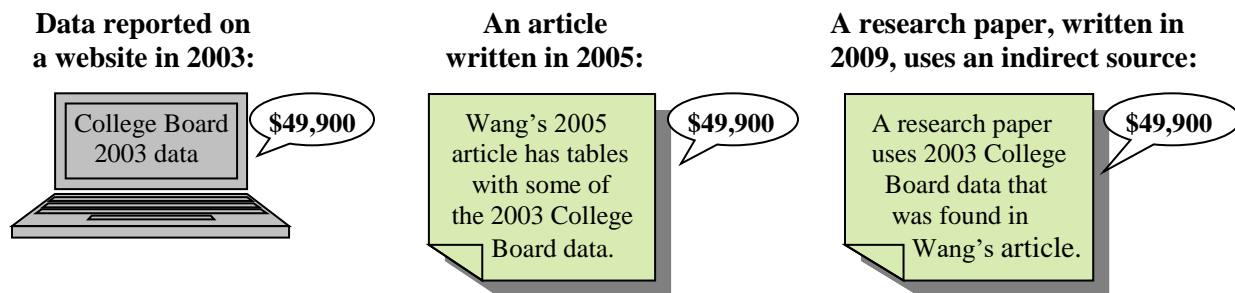 Data reported on
a website in 2003:
College Board
2003 data
$49,900
An article
written in 2005:
Wang's 2005
article has tables
with some of
the 2003 College
Board data.
$49,900
A research paper, written in
2009, uses an indirect source:
A research paper
uses 2003 College
Board data that
was found in
Wang's article.
$49,900